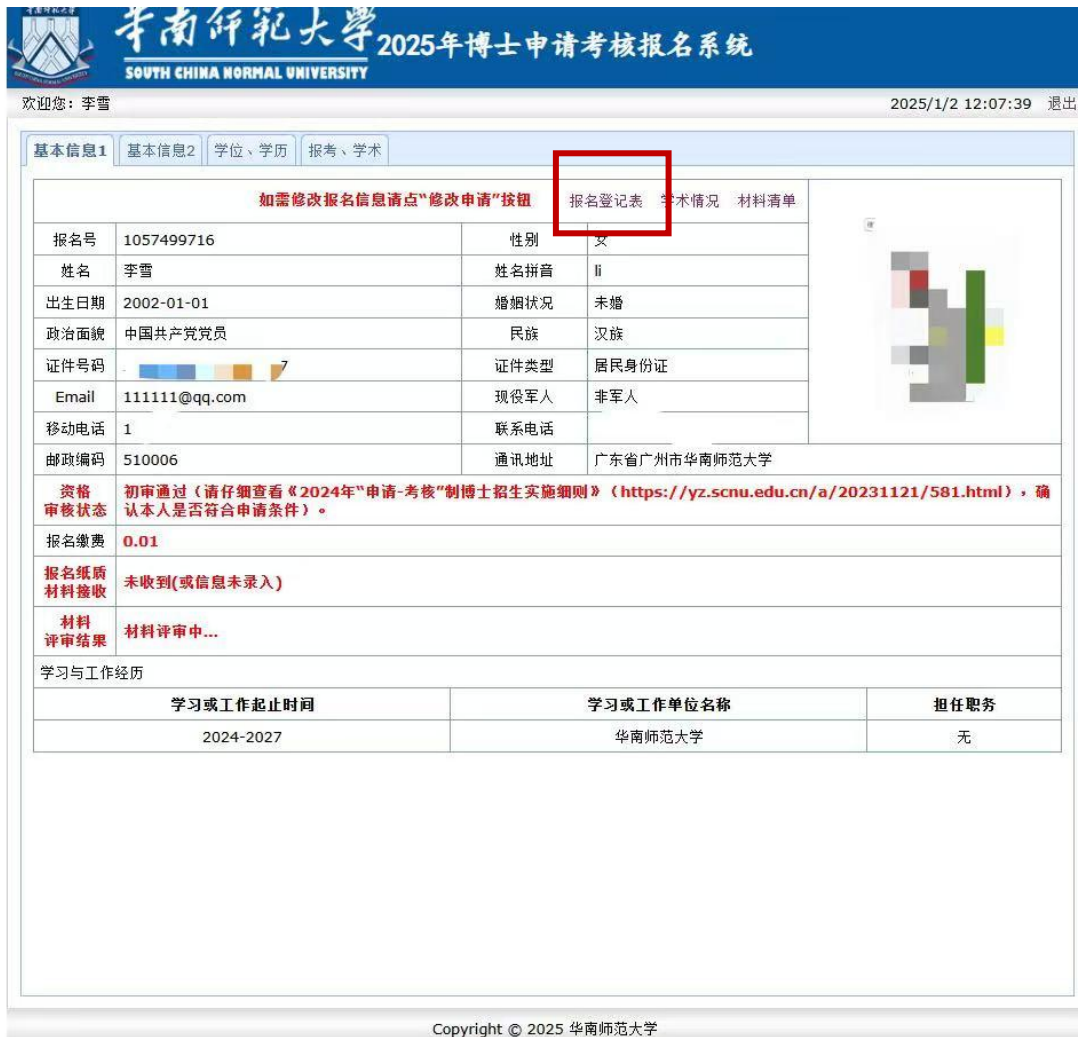 華南師範大學
華南師範大學 2025年博士申请考核报名系统
SOUTH CHINA NORMAL UNIVERSITY
欢迎您：李雪 2025/1/2 12:07:39 退出
基本信息1 基本信息2 学位、学历 报考、学术
如需修改报名信息请点“修改申请”按钮 报名登记表 学术情况 材料清单
报名号 1057499716 性别 女
姓名 李雪 姓名拼音 li
出生日期 2002-01-01 婚姻状况 未婚
政治面貌 中国共产党党员 民族 汉族
证件号码 7 证件类型 居民身份证
Email 111111@qq.com 现役军人 非军人
移动电话 1 联系电话
邮政编码 510006 通讯地址 广东省广州市华南师范大学
资格 初审通过（请仔细查看《2024年“申请-考核”制博士招生实施细则》（https://yz.scnu.edu.cn/a/20231121/581.html），确
审核状态 认本人是否符合申请条件）。
报名缴费 0.01
报名纸质
材料接收 未收到(或信息未录入)
材料
评审结果 材料评审中...
学习与工作经历
学习或工作起止时间 学习或工作单位名称 担任职务
2024-2027 华南师范大学 无
Copyright © 2025 华南师范大学